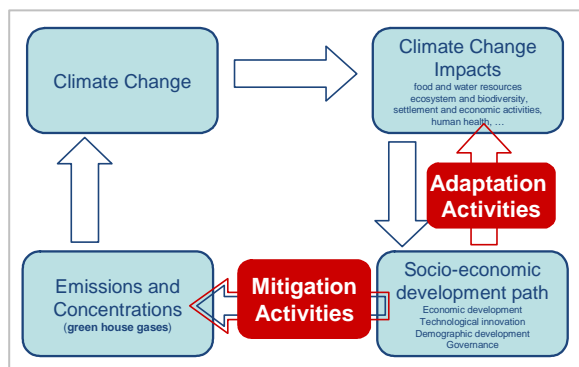 Climate Change
Climate Change
Impacts
food and water resources
ecosystem and biodiversity,
settlement and economic activities,
human health, …
Adaptation
Activities
Emissions and
Concentrations
(green house gases)
Mitigation
Activities
Socio-economic
development path
Economic development
Technological innovation
Demographic development
Governance